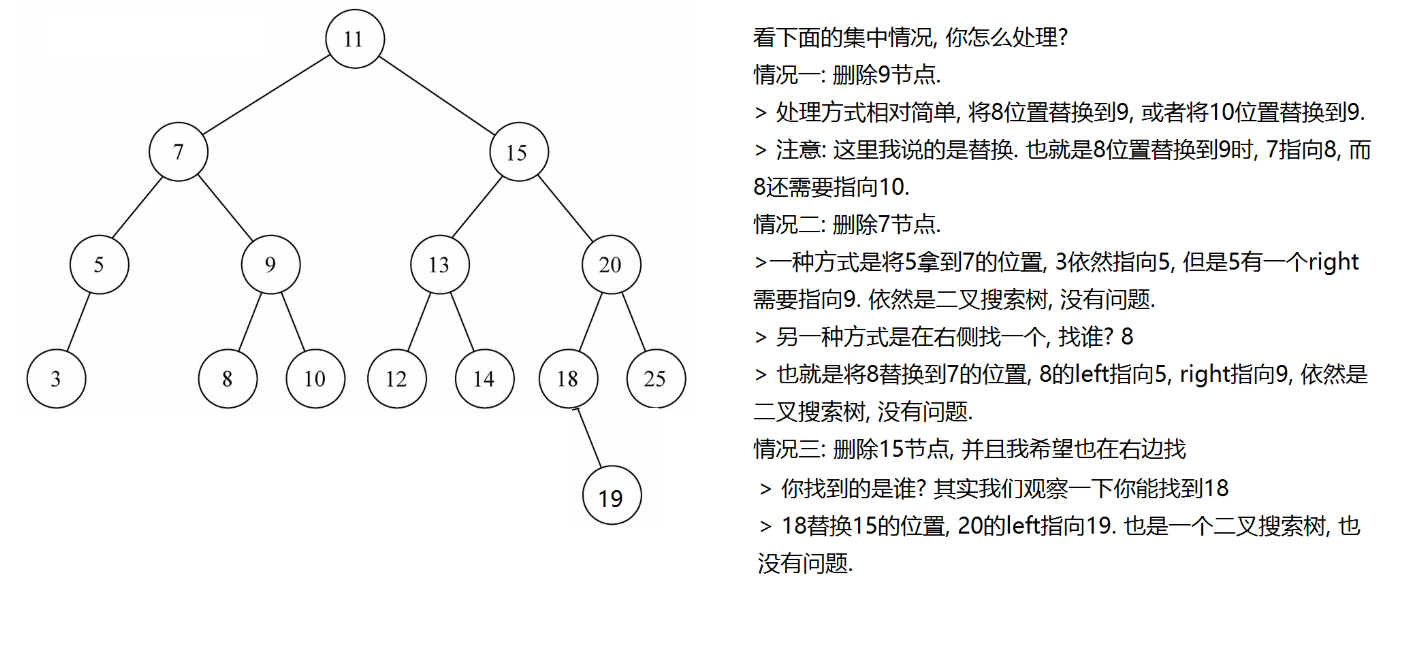 11
7
15
5
9
13
20
3
8
10
12
14
18
25
19
看下面的集中情况, 你怎么处理?
情况一: 删除9节点.
> 处理方式相对简单, 将8位置替换到9, 或者将10位置替换到9.
> 注意: 这里我说的是替换. 也就是8位置替换到9时, 7指向8, 而
8还需要指向10.
情况二: 删除7节点.
>一种方式是将5拿到7的位置, 3依然指向5, 但是5有一个right
需要指向9. 依然是二叉搜索树, 没有问题.
> 另一种方式是在右侧找一个, 找谁? 8
> 也就是将8替换到7的位置, 8的left指向5, right指向9, 依然是
二叉搜索树, 没有问题.
情况三: 删除15节点, 并且我希望也在右边找
> 你找到的是谁? 其实我们观察一下你能找到18
> 18替换15的位置, 20的left指向19. 也是一个二叉搜索树, 也
没有问题.